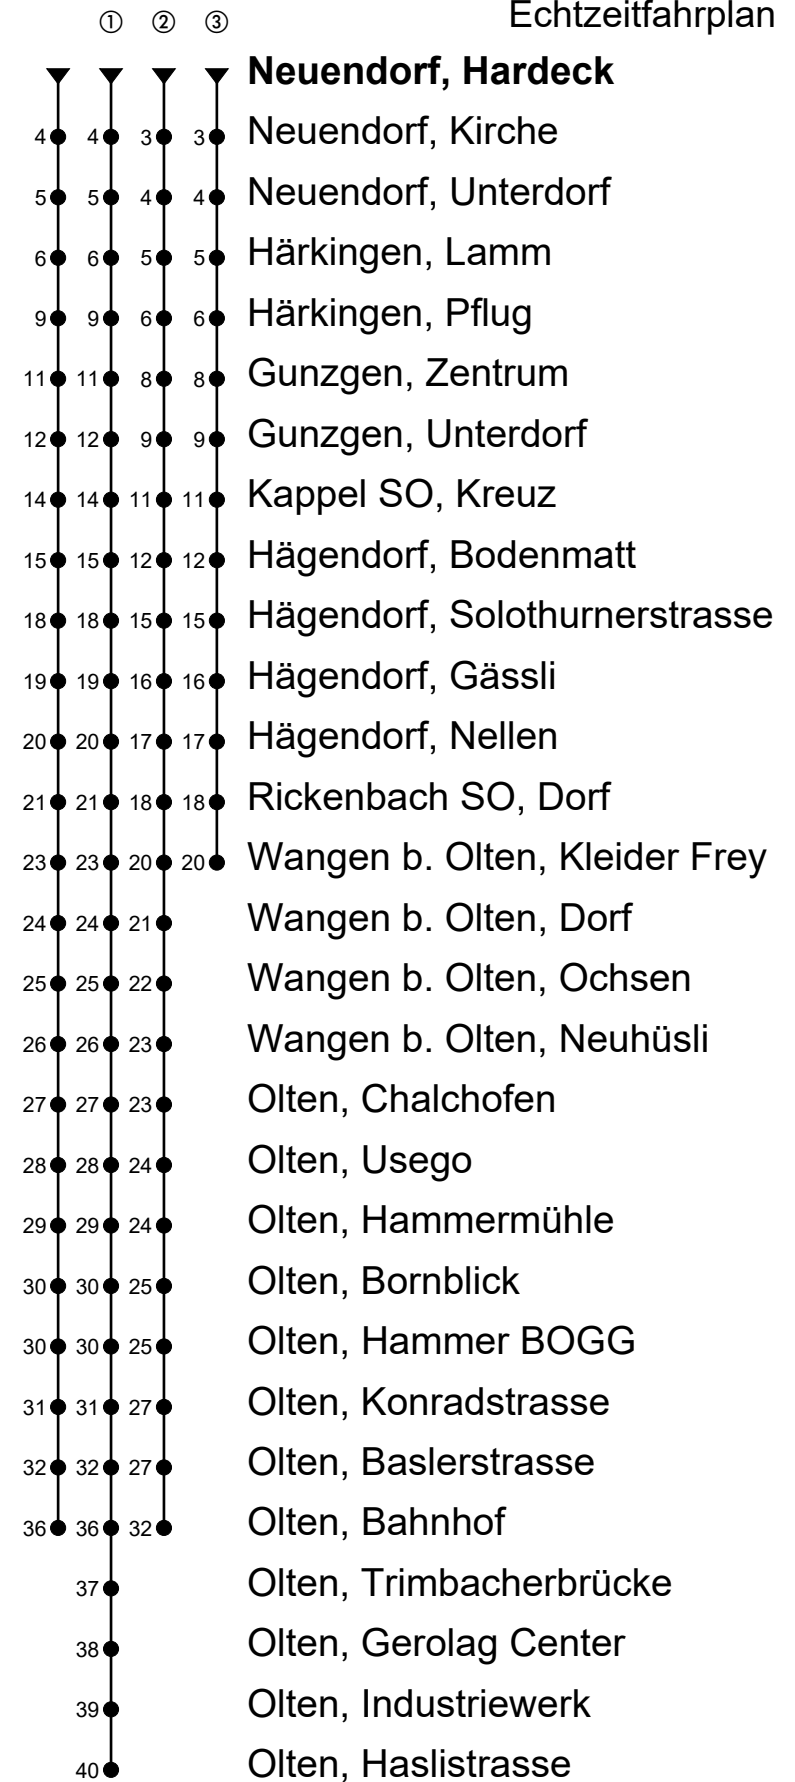 Echtzeitfahrplan
① ② ③
Neuendorf, Hardeck
4 4 3 3 Neuendorf, Kirche
5 5 4 4 Neuendorf, Unterdorf
6 6 5 5 Härkingen, Lamm
9 9 6 6 Härkingen, Pflug
11 11 8 8 Gunzgen, Zentrum
12 12 9 9 Gunzgen, Unterdorf
14 14 11 11 Kappel SO, Kreuz
15 15 12 12 Hägendorf, Bodenmatt
18 18 15 15 Hägendorf, Solothurnerstrasse
19 19 16 16 Hägendorf, Gässli
20 20 17 17 Hägendorf, Nellen
21 21 18 18 Rickenbach SO, Dorf
23 23 20 20 Wangen b. Olten, Kleider Frey
24 24 21 Wangen b. Olten, Dorf
25 25 22 Wangen b. Olten, Ochsen
26 26 23 Wangen b. Olten, Neuhüsli
27 27 23 Olten, Chalchofen
28 28 24 Olten, Usego
29 29 24 Olten, Hammermühle
30 30 25 Olten, Bornblick
30 30 25 Olten, Hammer BOGG
31 31 27 Olten, Konradstrasse
32 32 27 Olten, Baslerstrasse
36 36 32 Olten, Bahnhof
37 Olten, Trimbacherbrücke
38 Olten, Gerolag Center
39 Olten, Industriewerk
40 Olten, Haslistrasse